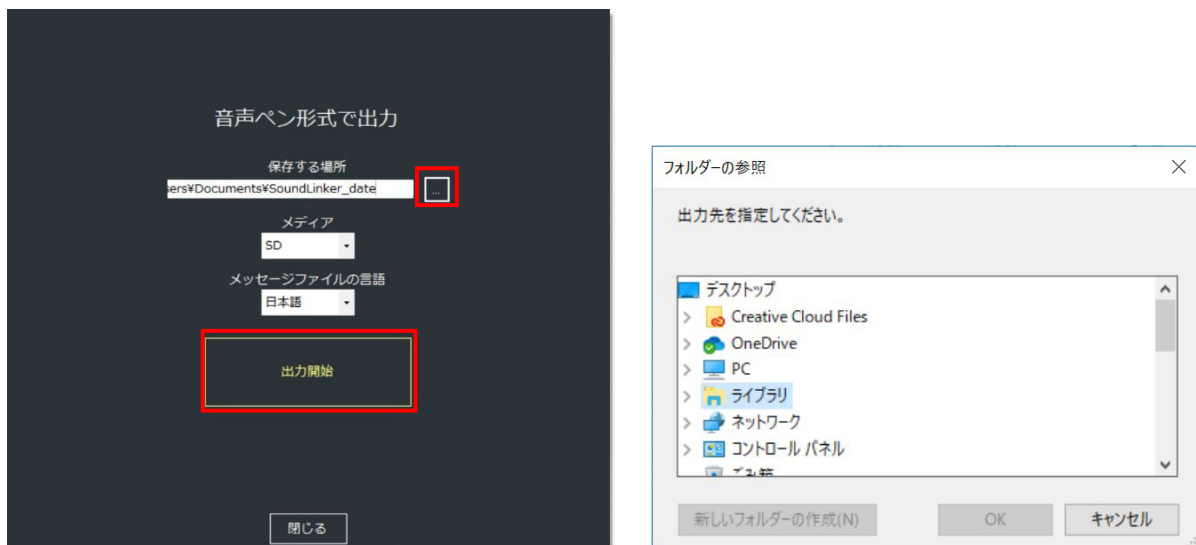 音声ペン形式で出力
保存する場所
sers¥Documents¥SoundLinker_date
...
メディア
SD
メッセージファイルの言語
日本語
出力開始
閉じる
フォルダーの参照
出力先を指定してください。
デスクトップ
Creative Cloud Files
OneDrive
PC
ライブラリ
ネットワーク
コントロール パネル
ごみ箱
新しいフォルダーの作成(N)
OK
キャンセル